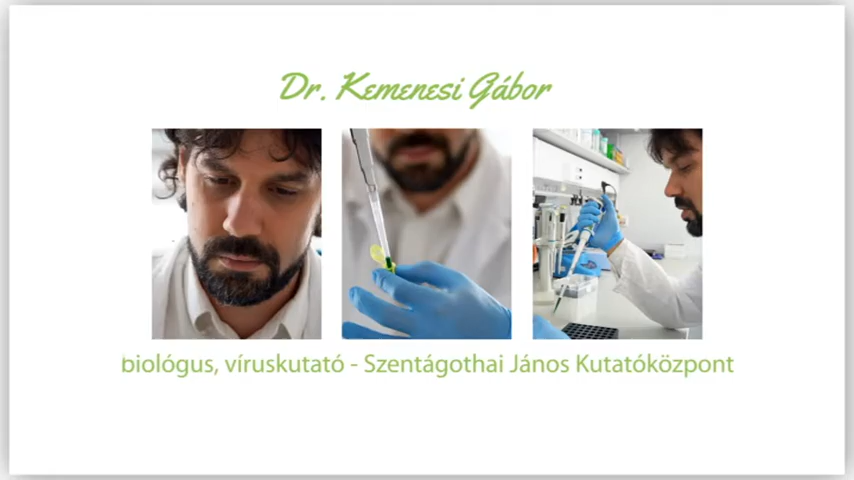 Dr. Kemenesi Gábor
biológus, víruskutató - Szentágothai János Kutatóközpont